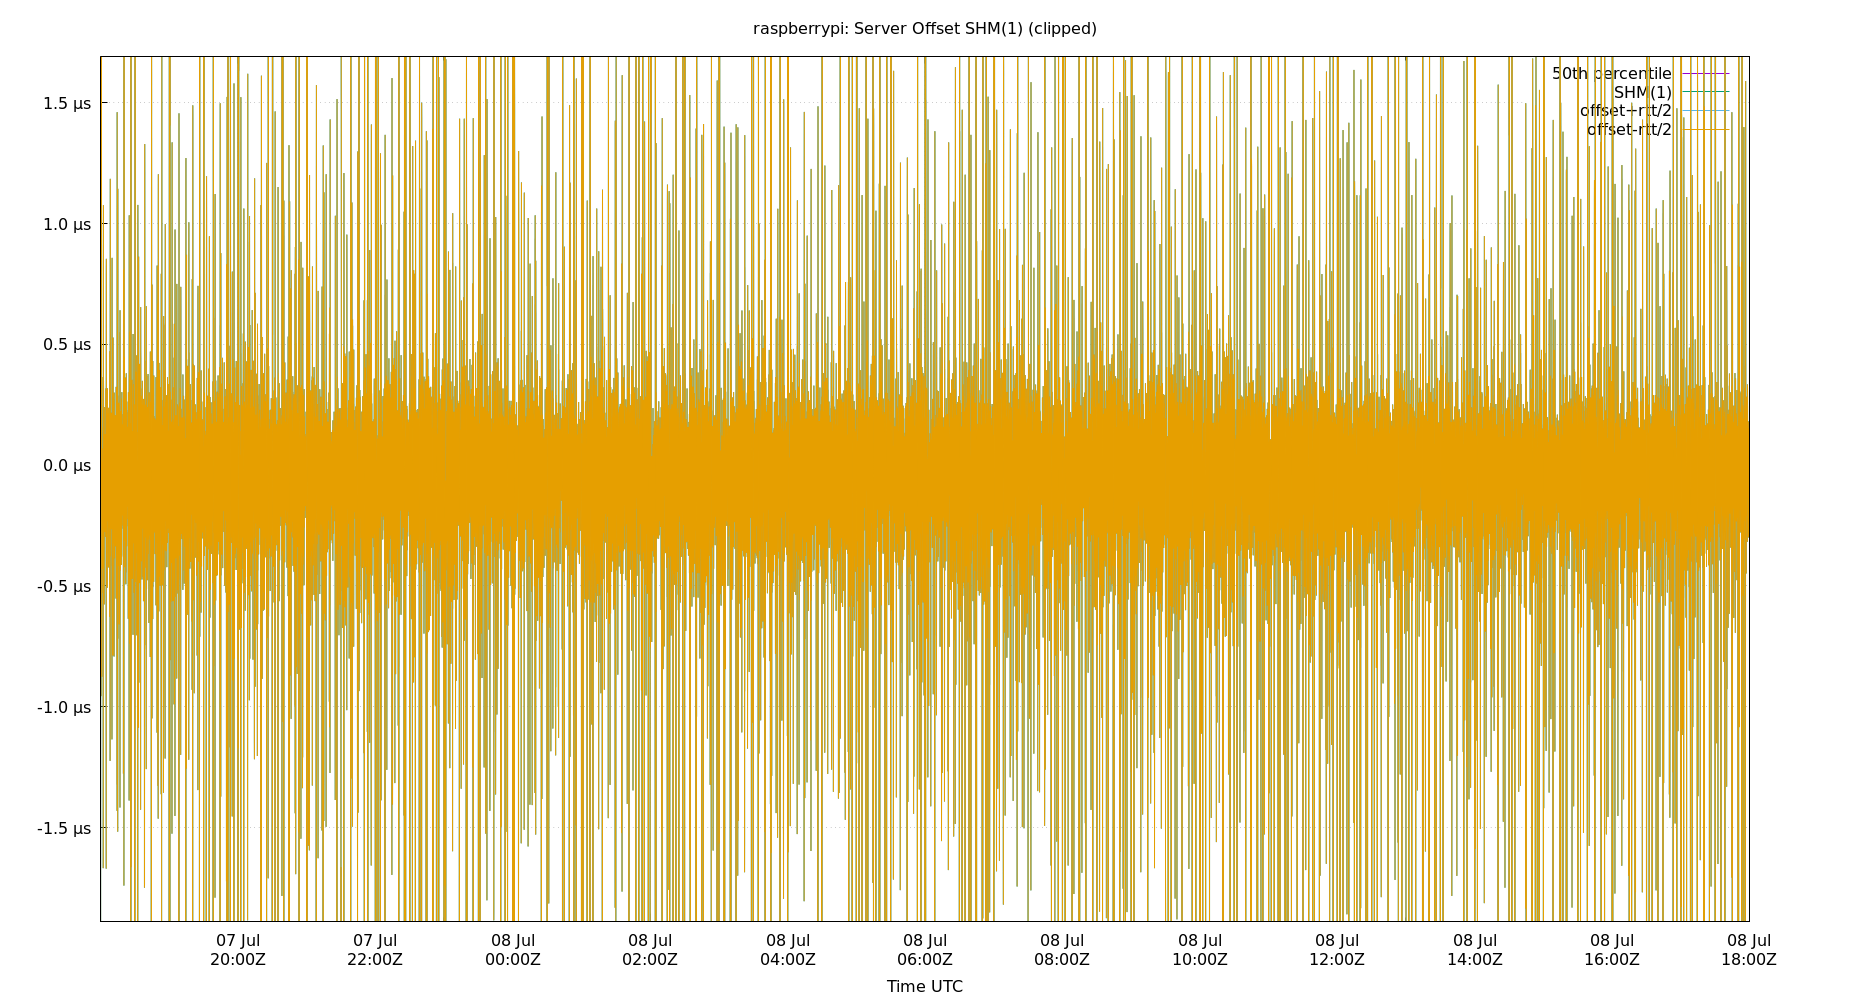 raspberrypi: Server Offset SHM(1) (clipped)
50th percentile
SHM(1)
offset+rtt/2
offset-rtt/2
1.5 µs
1.0 µs
0.5 µs
0.0 µs
-0.5 µs
-1.0 µs
-1.5 µs
07 Jul 07 Jul 08 Jul 08 Jul 08 Jul 08 Jul 08 Jul 08 Jul 08 Jul 08 Jul 08 Jul 08 Jul
20:00Z 22:00Z 00:00Z 02:00Z 04:00Z 06:00Z 08:00Z 10:00Z 12:00Z 14:00Z 16:00Z 18:00Z
Time UTC